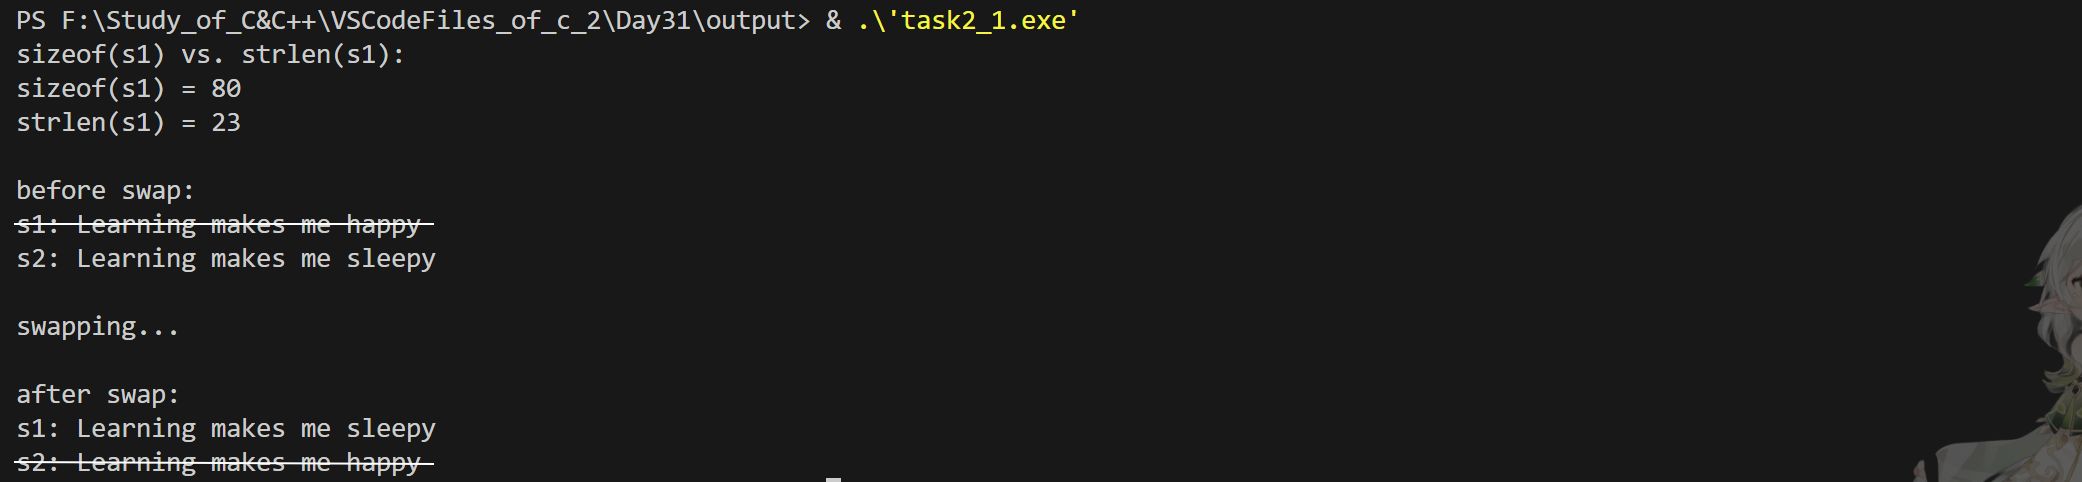 PS F:\Study_of_C&C++\VSCodeFiles_of_c_2\Day31\output> & .\'task2_1.exe'
sizeof(s1) vs. strlen(s1):
sizeof(s1) = 80
strlen(s1) = 23
before swap:
s1: Learning makes me happy
s2: Learning makes me sleepy
swapping...
after swap:
s1: Learning makes me sleepy
s2: Learning makes me happy